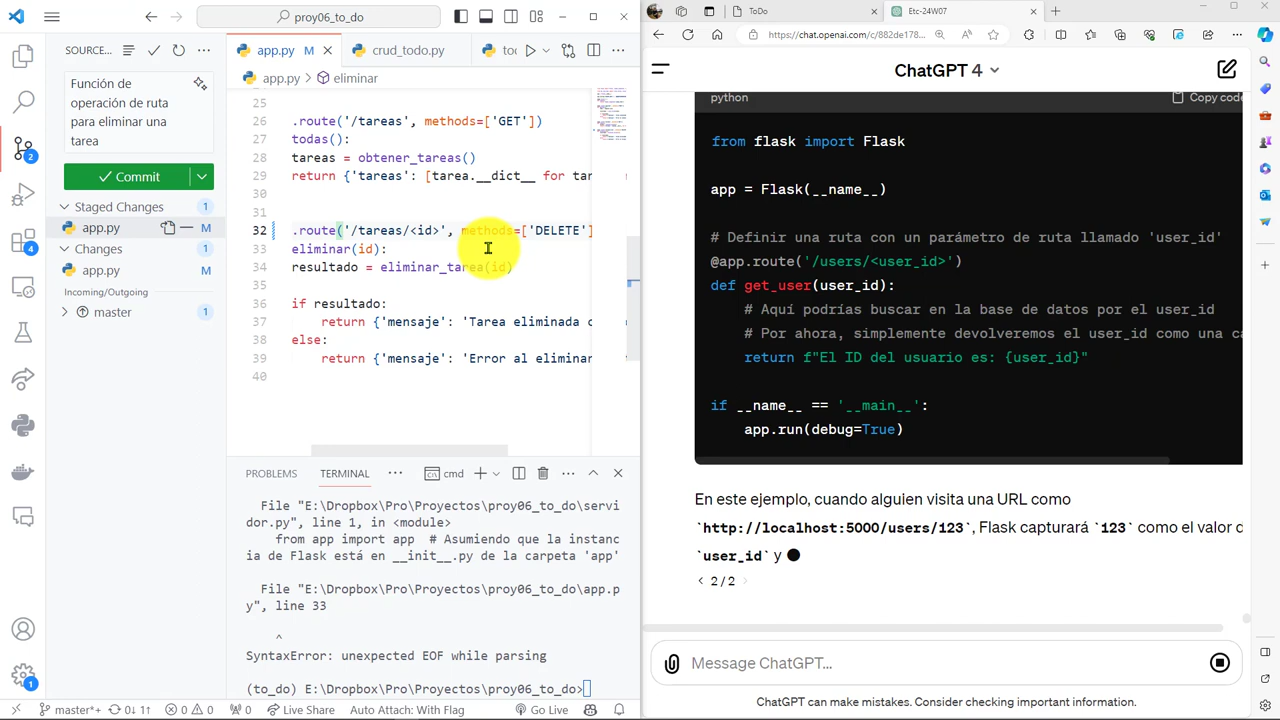 proy06_to_do
SOURCE...
Función de
ción de ruta
eliminar ruta
tarea
Commit
Staged Changes 1
app.py M
Changes 1
app.py M
Incoming/Outgoing
master 1
2
1
app.py M
crud_todo.py
app.py > eliminar
25
26 .route('/tareas', methods=['GET'])
27 todas():
28 tareas = obtener_tareas()
29 return {'tareas': [tarea.__dict__ for tar
30
31
32 .route('/tareas/<id>', methods=['DELETE']
33 eliminar(id):
34 resultado = eliminar_tarea(id)
35
36 if resultado:
37 return {'mensaje': 'Tarea eliminada c
38 else:
39 return {'mensaje': 'Error al eliminar
40
PROBLEMS TERMINAL ... cmd
File "E:\Dropbox\Pro\Proyectos\proy06_to_do\servi
dor.py", line 1, in <module>
from app import app # Asumiendo que la instanc
ia de Flask está en __init__.py de la carpeta 'app'
File "E:\Dropbox\Pro\Proyectos\proy06_to_do\app.p
y", line 33
^
SyntaxError: unexpected EOF while parsing
(to_do) E:\Dropbox\Pro\Proyectos\proy06_to_do>
master*+ 0↓ 1↑ 0 0 0 Live Share Auto Attach: With Flag Go Live
ToDo
Etc-24W07
https://chat.openai.com/c/882de178...
ChatGPT 4
python Copy code
from flask import Flask
app = Flask(__name__)
# Definir una ruta con un parámetro de ruta llamado 'user_id'
@app.route('/users/<user_id>')
def get_user(user_id):
# Aquí podrías buscar en la base de datos por el user_id
# Por ahora, simplemente devolveremos el user_id como una ca
return f"El ID del usuario es: {user_id}"
if __name__ == '__main__':
app.run(debug=True)
En este ejemplo, cuando alguien visita una URL como
`http://localhost:5000/users/123`, Flask capturará `123` como el valor d
`user_id` y
< 2/2 >
Message ChatGPT...
ChatGPT can make mistakes. Consider checking important information.